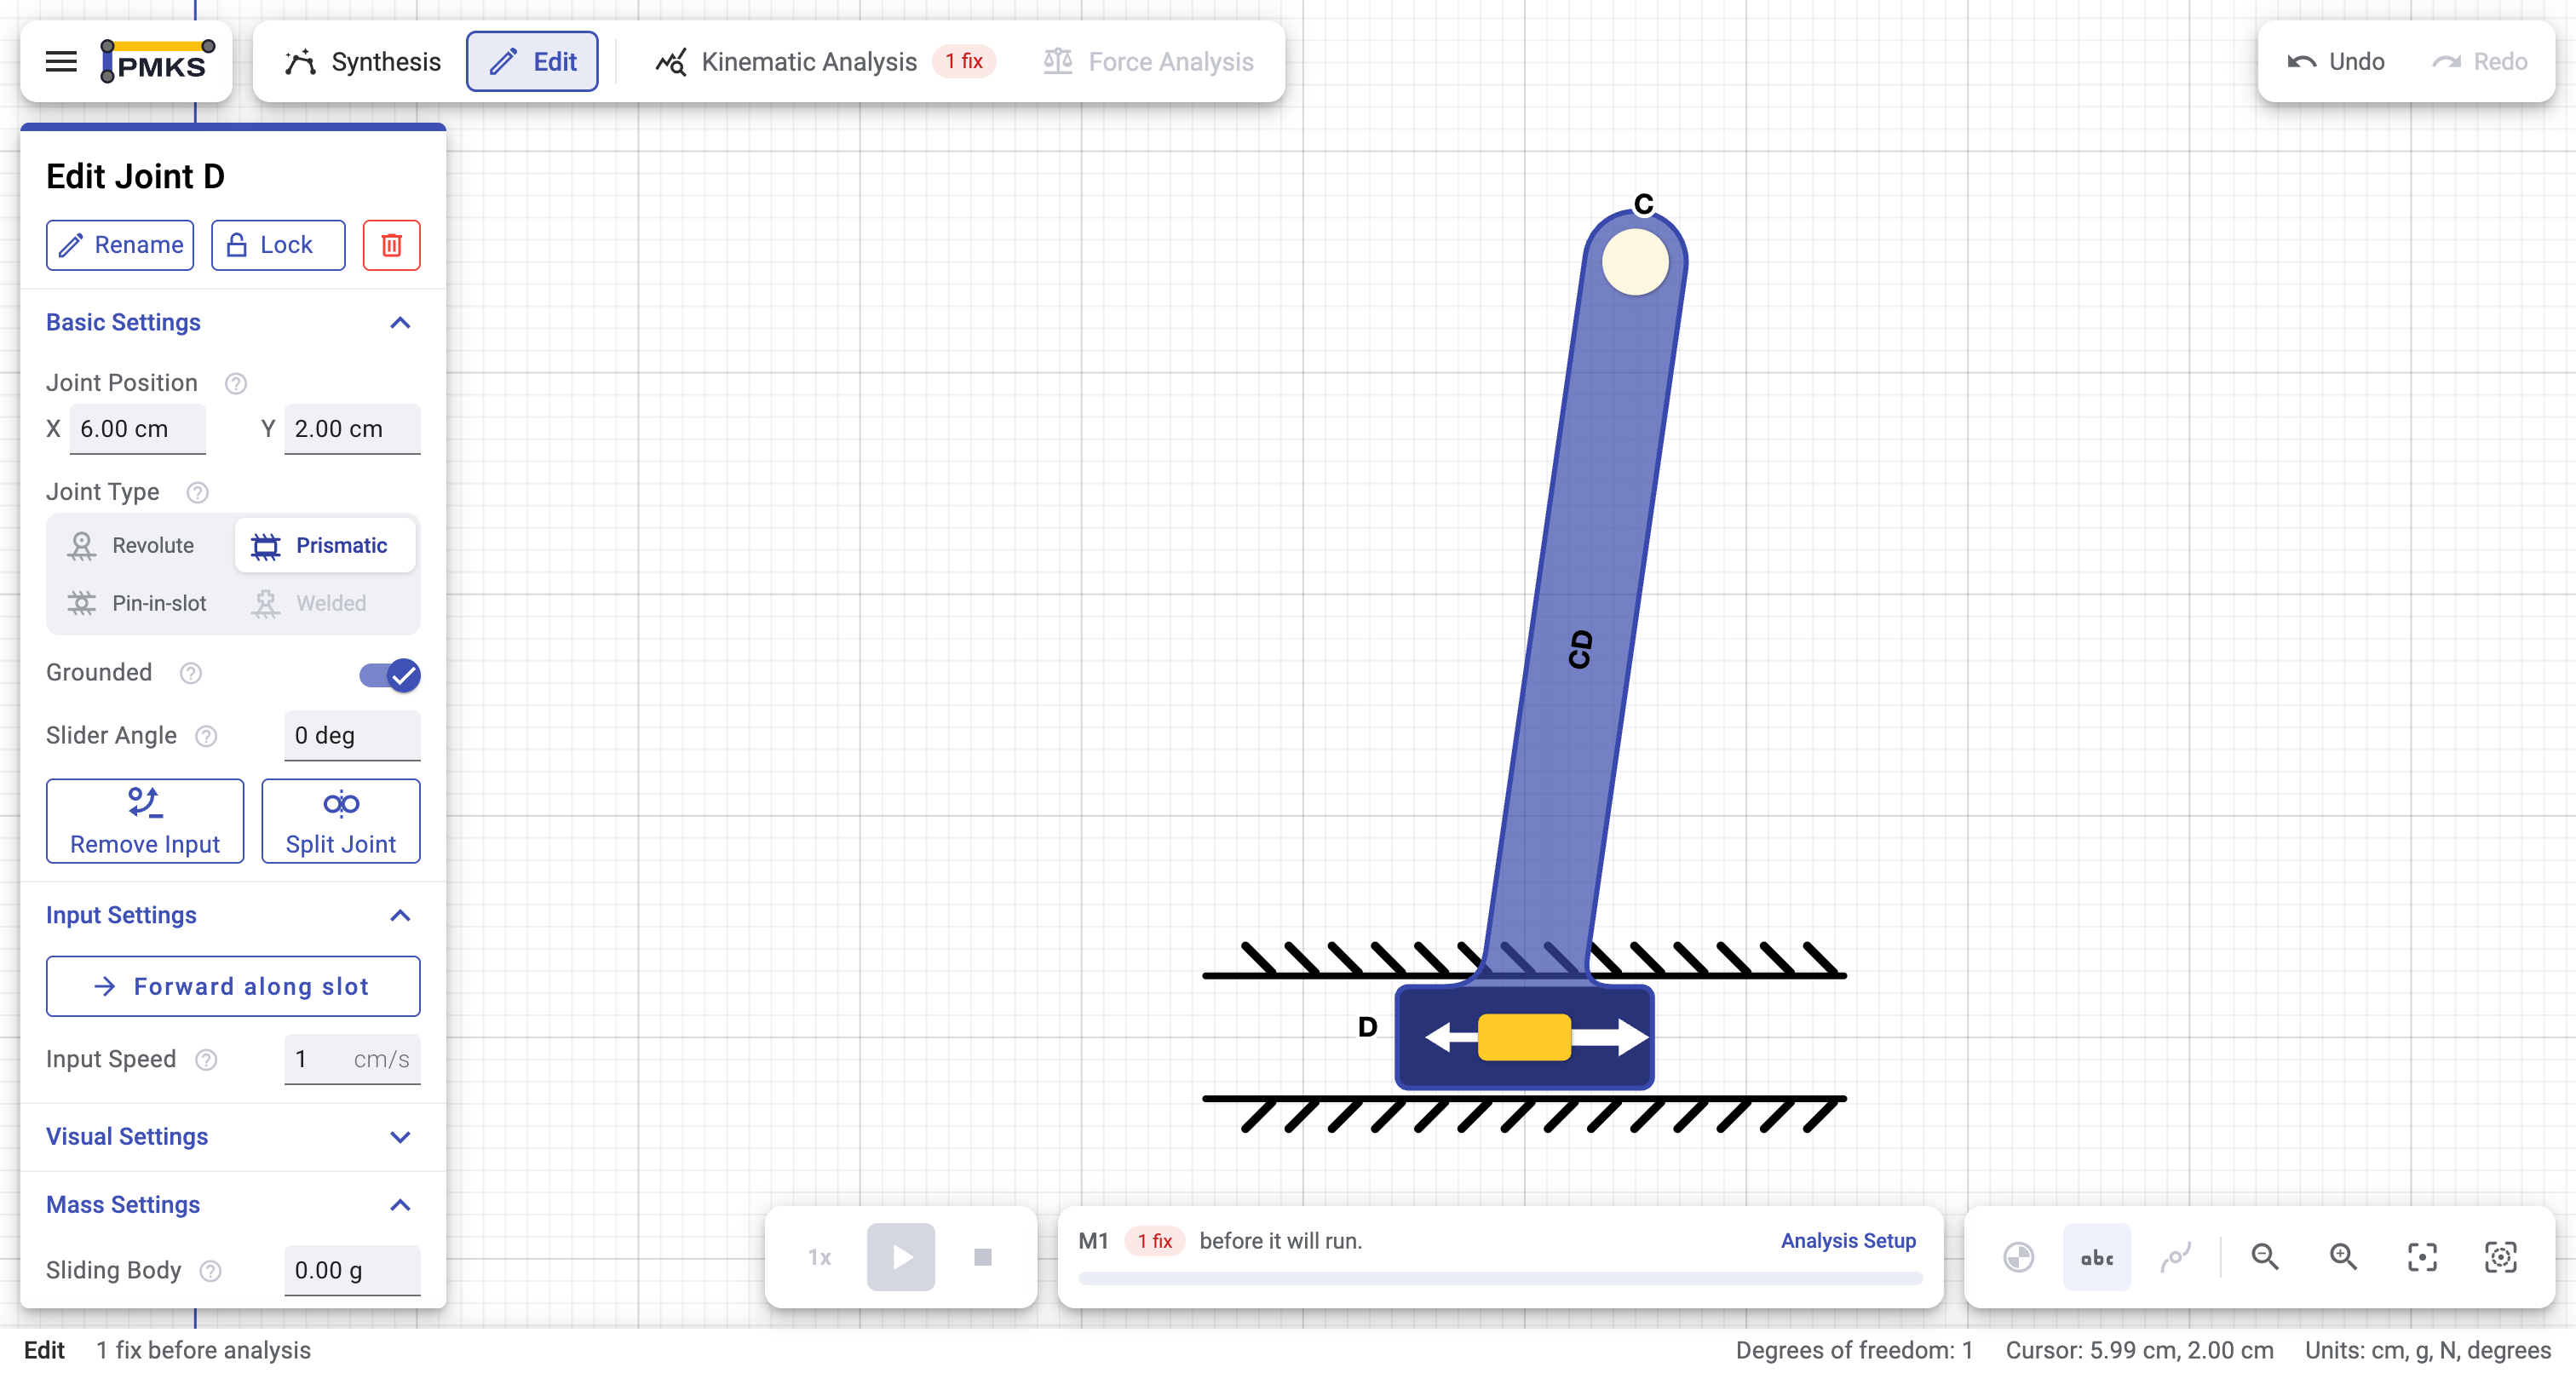 PMKS
Synthesis
Edit
Kinematic Analysis 1 fix
Force Analysis
Undo
Redo
Edit Joint D
Rename
Lock
Basic Settings
Joint Position
X 6.00 cm Y 2.00 cm
Joint Type
Revolute
Prismatic
Pin-in-slot
Welded
Grounded
Slider Angle 0 deg
Remove Input
Split Joint
Input Settings
Forward along slot
Input Speed 1 cm/s
Visual Settings
Mass Settings
Sliding Body 0.00 g
C
CD
D
1x
M1 1 fix before it will run.
Analysis Setup
abc
Edit 1 fix before analysis
Degrees of freedom: 1 Cursor: 5.99 cm, 2.00 cm Units: cm, g, N, degrees